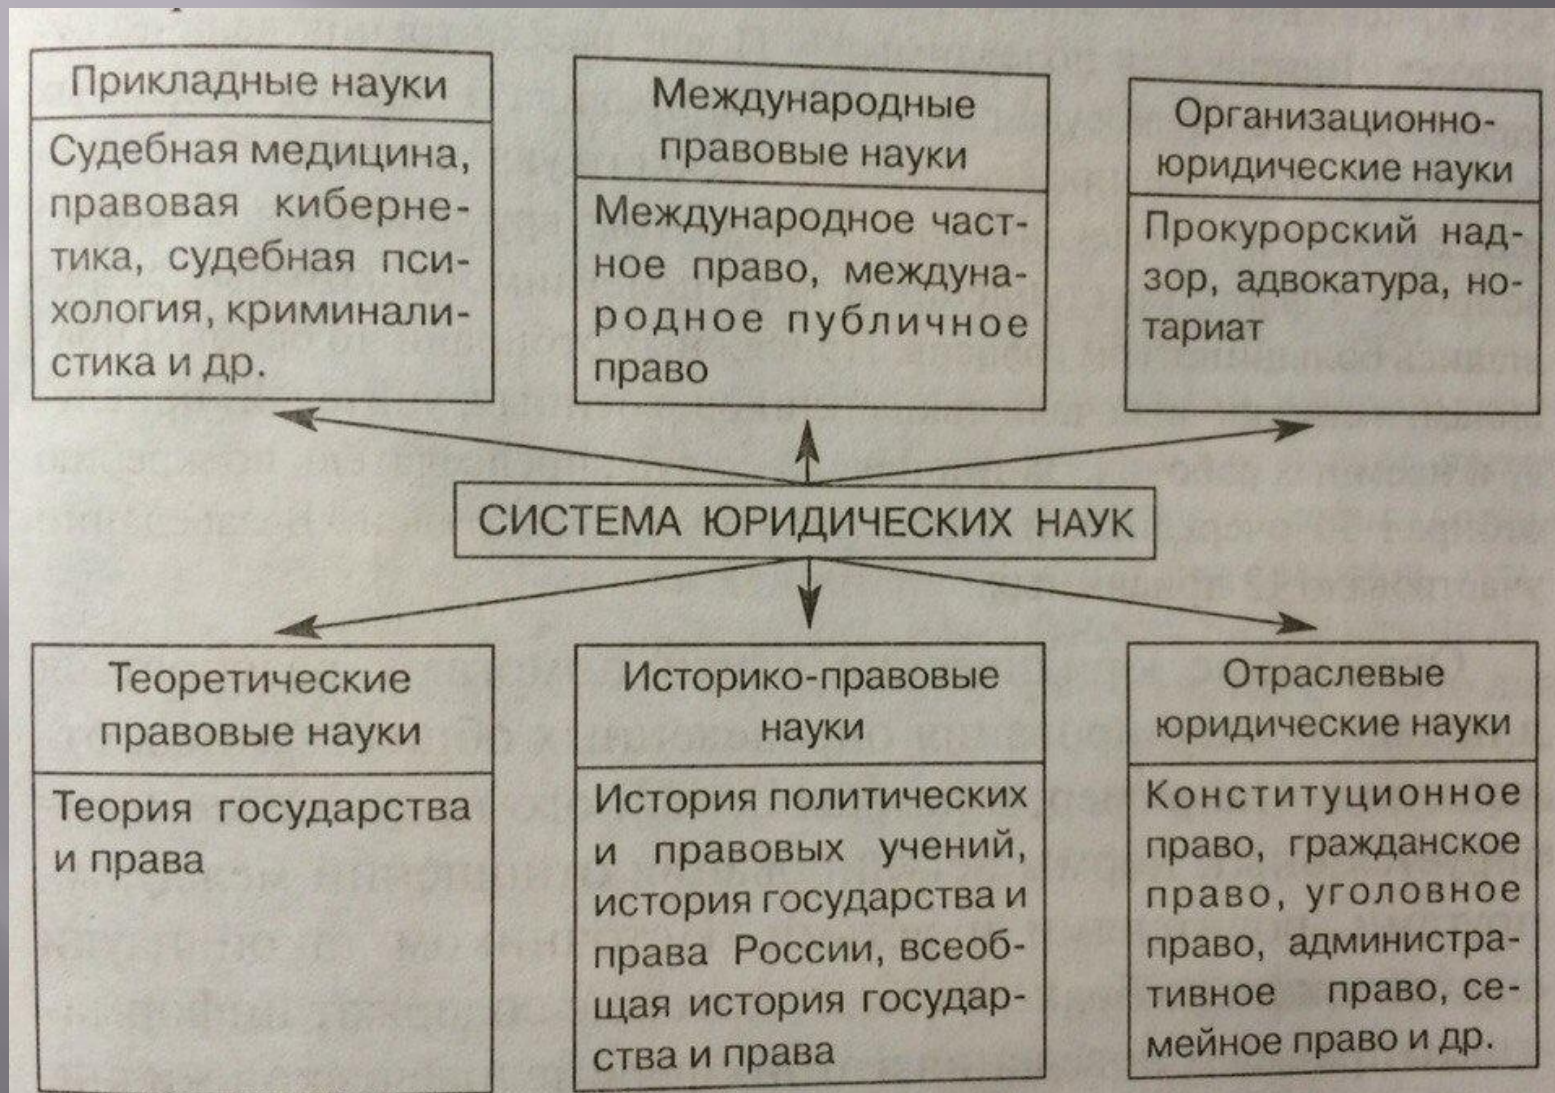 Прикладные науки
Судебная медицина,
правовая киберне-
тика, судебная пси-
хология, криминали-
стика и др.
Международные
правовые науки
Международное част-
ное право, междуна-
родное публичное
право
Организационно-
юридические науки
Прокурорский над-
зор, адвокатура, но-
тариат
СИСТЕМА ЮРИДИЧЕСКИХ НАУК
Теоретические
правовые науки
Теория государства
и права
Историко-правовые
науки
История политических
и правовых учений,
история государства и
права России, всеоб-
щая история государ-
ства и права
Отраслевые
юридические науки
Конституционное
право, гражданское
право, уголовное
право, администра-
тивное право, се-
мейное право и др.